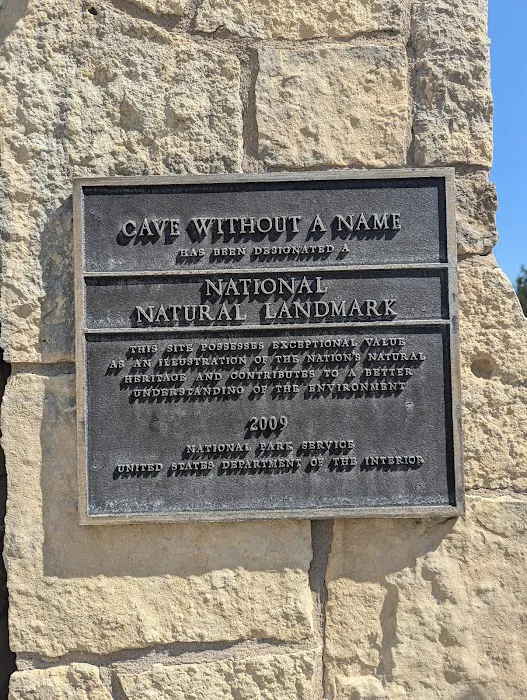 CAVE WITHOUT A NAME
HAS BEEN DESIGNATED A
NATIONAL
NATURAL LANDMARK
THIS SITE POSSESSES EXCEPTIONAL VALUE
AS AN ILLUSTRATION OF THE NATION'S NATURAL
HERITAGE AND CONTRIBUTES TO A BETTER
UNDERSTANDING OF THE ENVIRONMENT
2009
NATIONAL PARK SERVICE
UNITED STATES DEPARTMENT OF THE INTERIOR